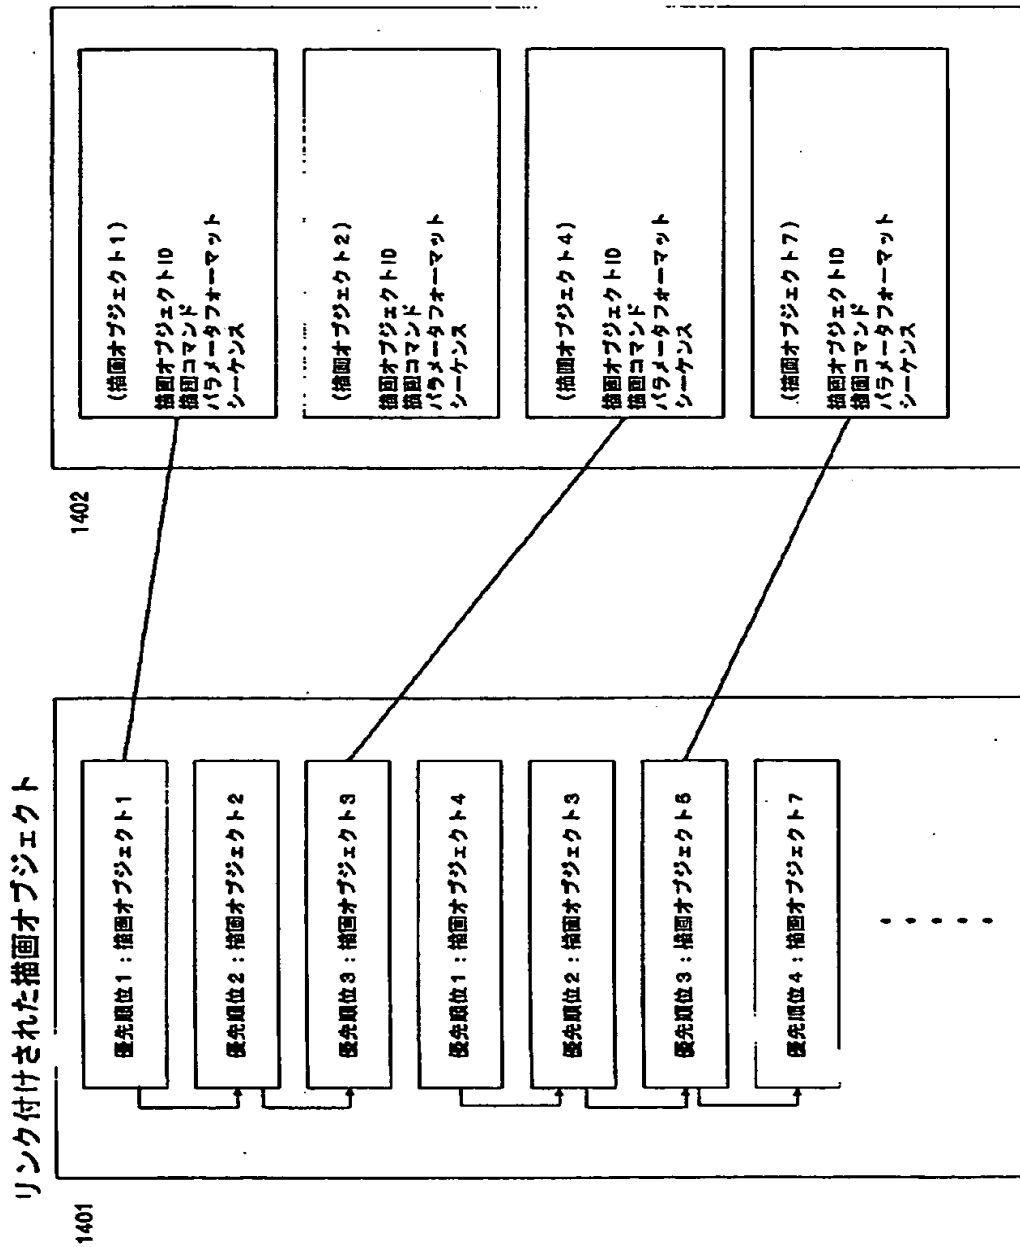 リンク付けされた描画オブジェクト
1401
優先順位1：描画オブジェクト1
優先順位2：描画オブジェクト2
優先順位3：描画オブジェクト3
優先順位1：描画オブジェクト4
優先順位2：描画オブジェクト3
優先順位3：描画オブジェクト6
優先順位4：描画オブジェクト7
1402
(描画オブジェクト1)
描画オブジェクトID
描画コマンド
パラメータフォーマット
シーケンス
(描画オブジェクト2)
描画オブジェクトID
描画コマンド
パラメータフォーマット
シーケンス
(描画オブジェクト4)
描画オブジェクトID
描画コマンド
パラメータフォーマット
シーケンス
(描画オブジェクト7)
描画オブジェクトID
描画コマンド
パラメータフォーマット
シーケンス